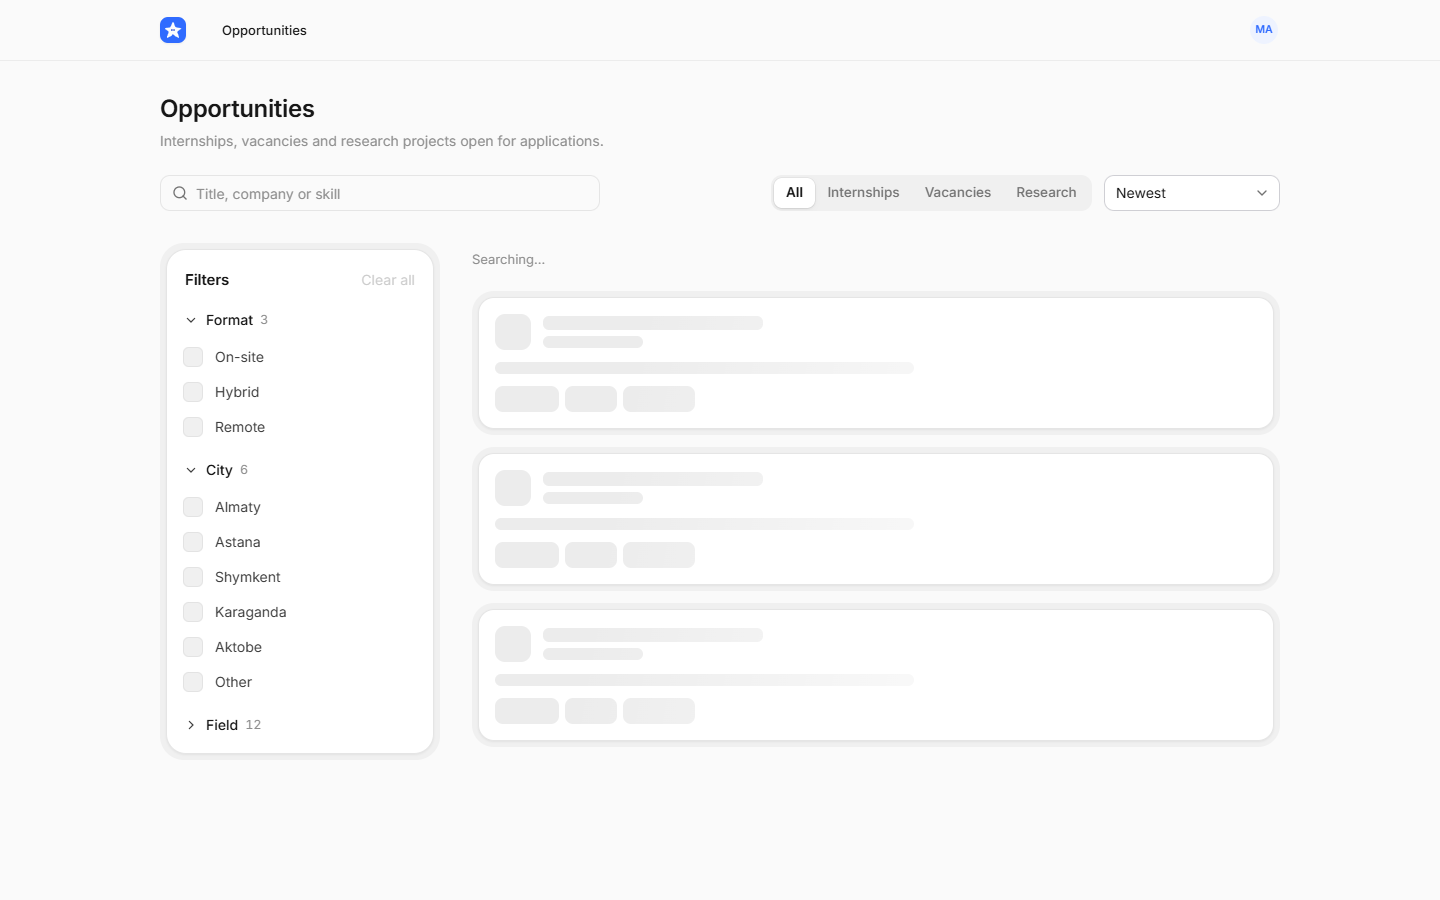 Opportunities
MA
Opportunities
Internships, vacancies and research projects open for applications.
Title, company or skill
All Internships Vacancies Research
Newest
Filters Clear all
Format 3
On-site
Hybrid
Remote
City 6
Almaty
Astana
Shymkent
Karaganda
Aktobe
Other
Field 12
Searching...